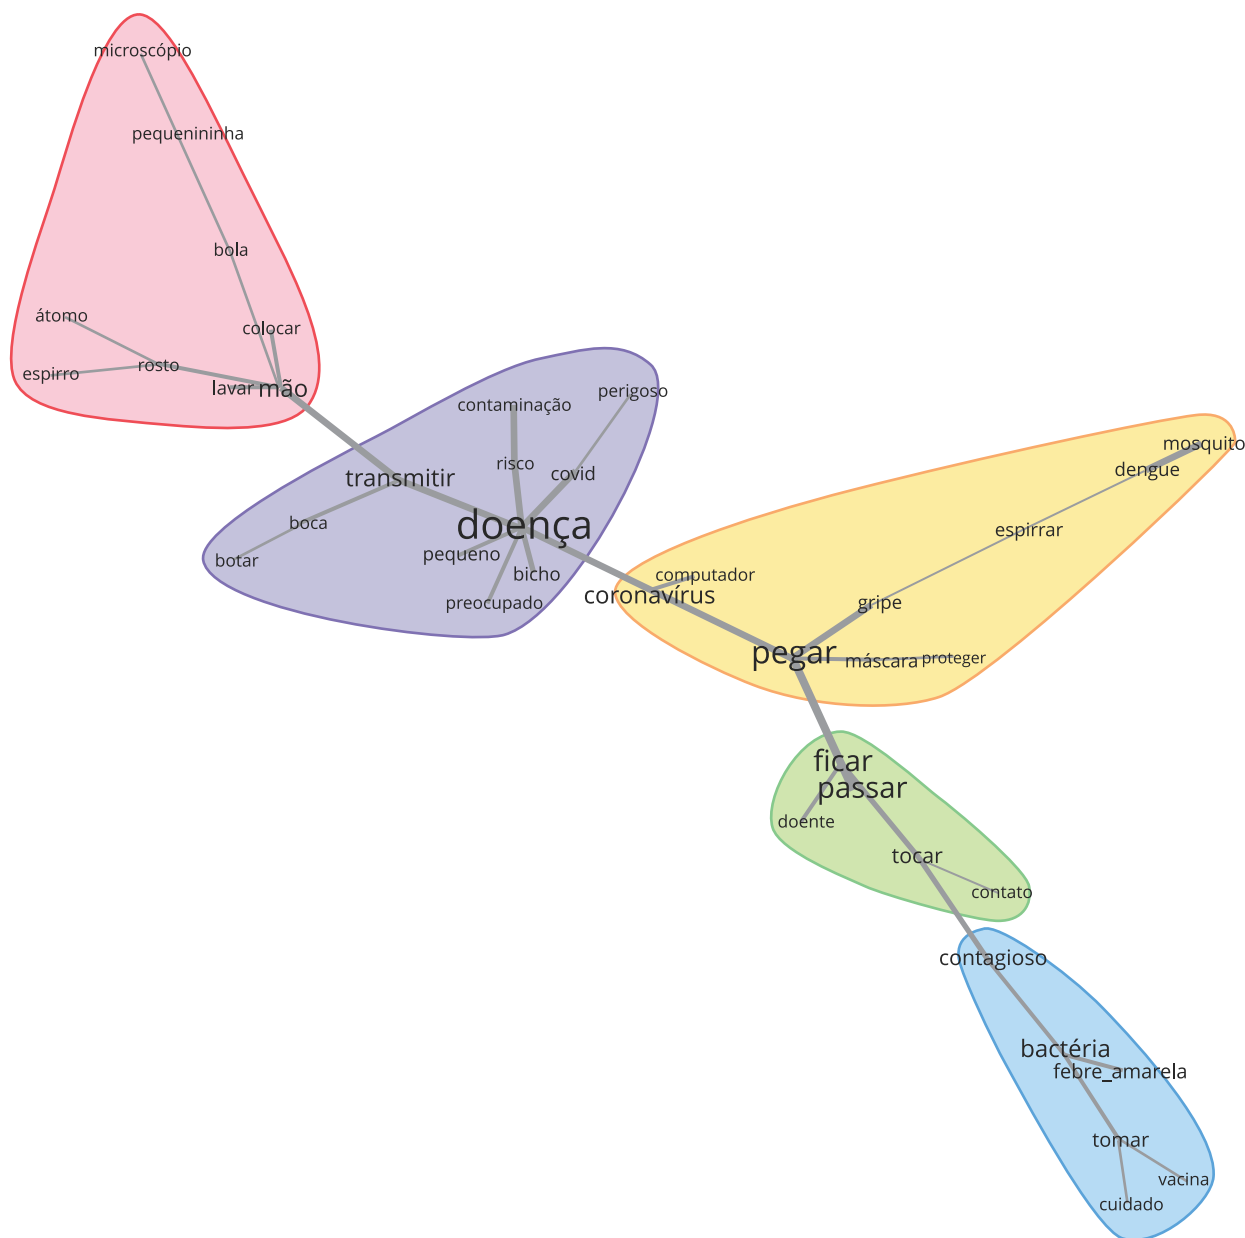 microscópio
pequenininha
bola
átomo
colocar
rosto
espirro
lavar
mão
contaminação
perigoso
risco
covid
transmitir
boca
doença
botar
pequeno
bicho
preocupado
mosquito
dengue
espirrar
computador
coronavírus
gripe
pegar
máscara
proteger
ficar
passar
doente
tocar
contato
contagioso
bactéria
febre_amarela
tomar
vacina
cuidado